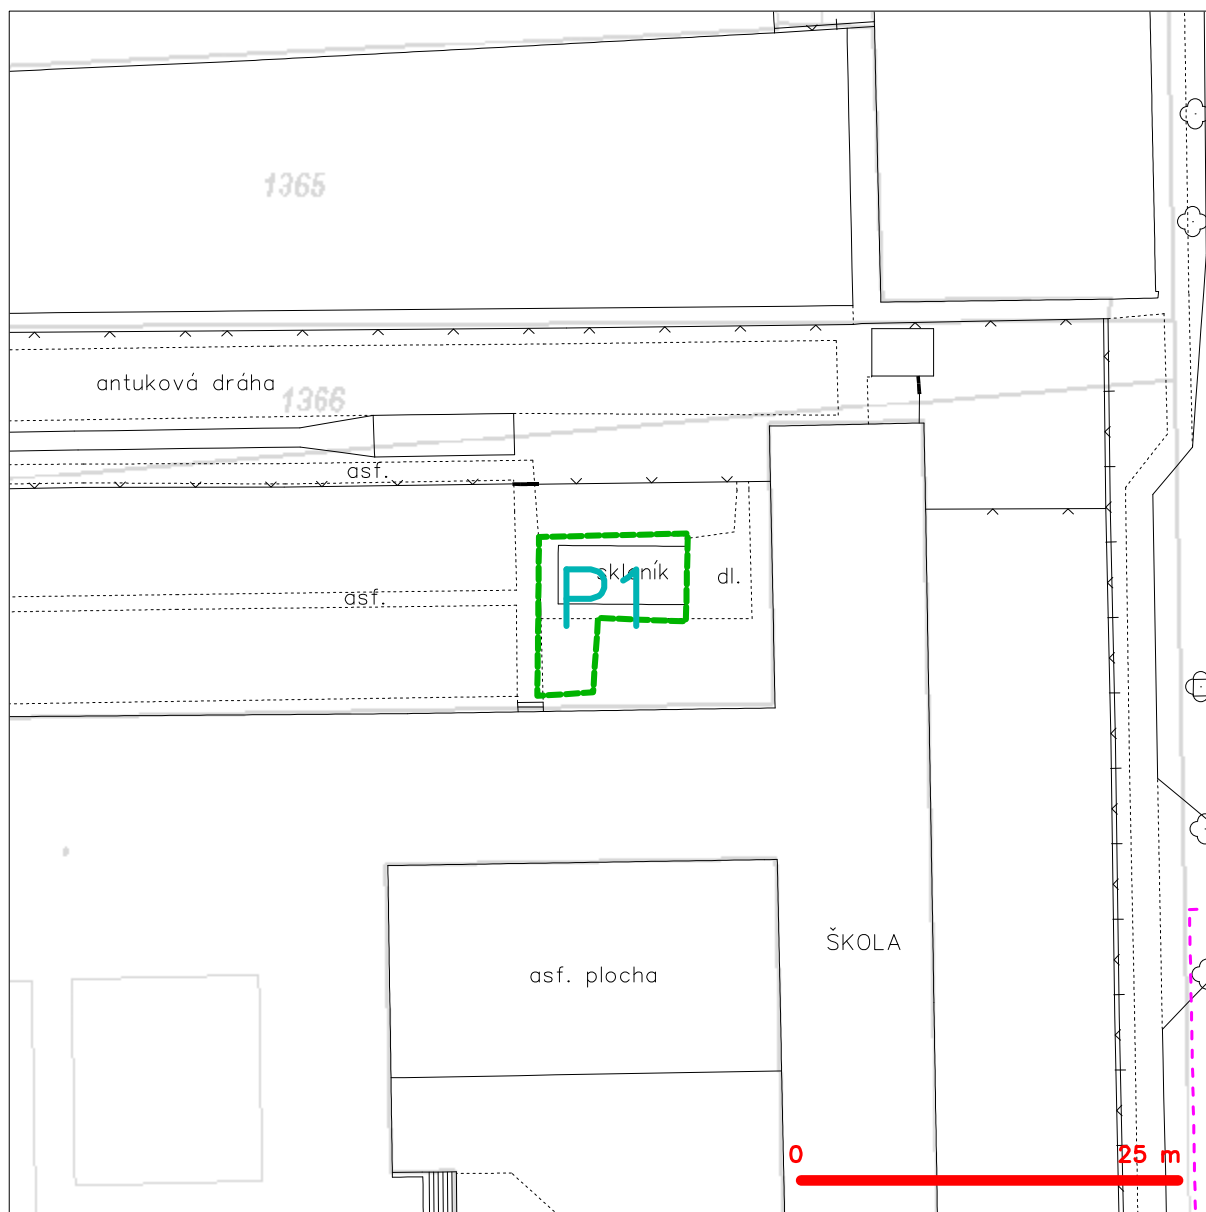 1365
antuková dráha
1366
asf.
skleník
dl.
P1
asf.
ŠKOLA
asf. plocha
0 25 m